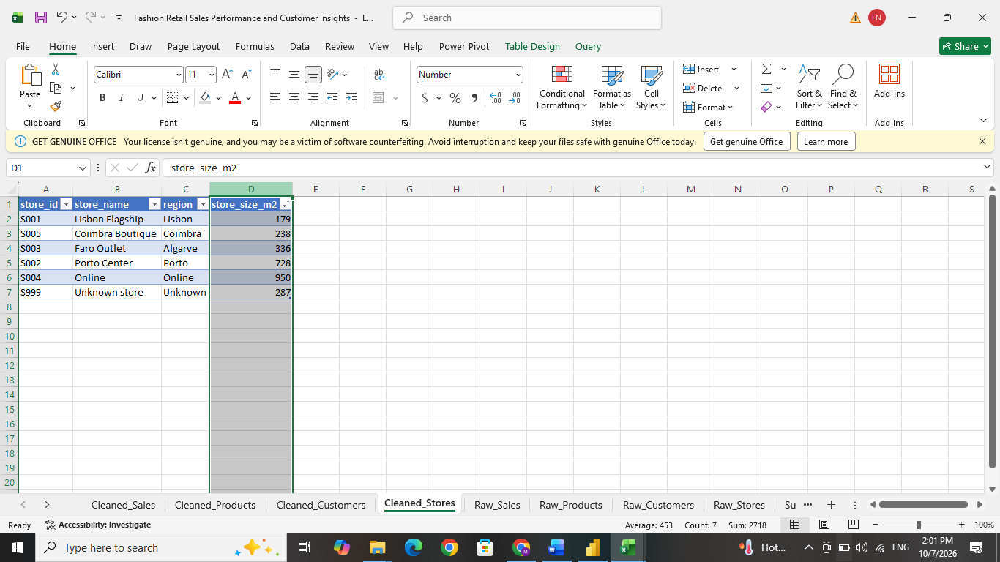 Fashion Retail Sales Performance and Customer Insights - E...
Search
FN
File Home Insert Draw Page Layout Formulas Data Review View Help Power Pivot Table Design Query
Share
Paste
Clipboard
Calibri 11
B I U
Font
ab
Alignment
Number
$ % ,
Number
Conditional Formatting
Format as Table
Cell Styles
Styles
Insert
Delete
Format
Cells
Sort & Filter
Find & Select
Editing
Add-ins
Add-ins
GET GENUINE OFFICE Your license isn't genuine, and you may be a victim of software counterfeiting. Avoid interruption and keep your files safe with genuine Office today. Get genuine Office Learn more
D1 fx store_size_m2
A B C D E F G H I J K L M N O P Q R S
1 store_id store_name region store_size_m2
2 S001 Lisbon Flagship Lisbon 179
3 S005 Coimbra Boutique Coimbra 238
4 S003 Faro Outlet Algarve 336
5 S002 Porto Center Porto 728
6 S004 Online Online 950
7 S999 Unknown store Unknown 287
8
9
10
11
12
13
14
15
16
17
18
19
20
Cleaned_Sales Cleaned_Products Cleaned_Customers Cleaned_Stores Raw_Sales Raw_Products Raw_Customers Raw_Stores Su ...
Ready Accessibility: Investigate Average: 453 Count: 7 Sum: 2718 100%
Type here to search
Hot...
ENG
2:01 PM
10/7/2026